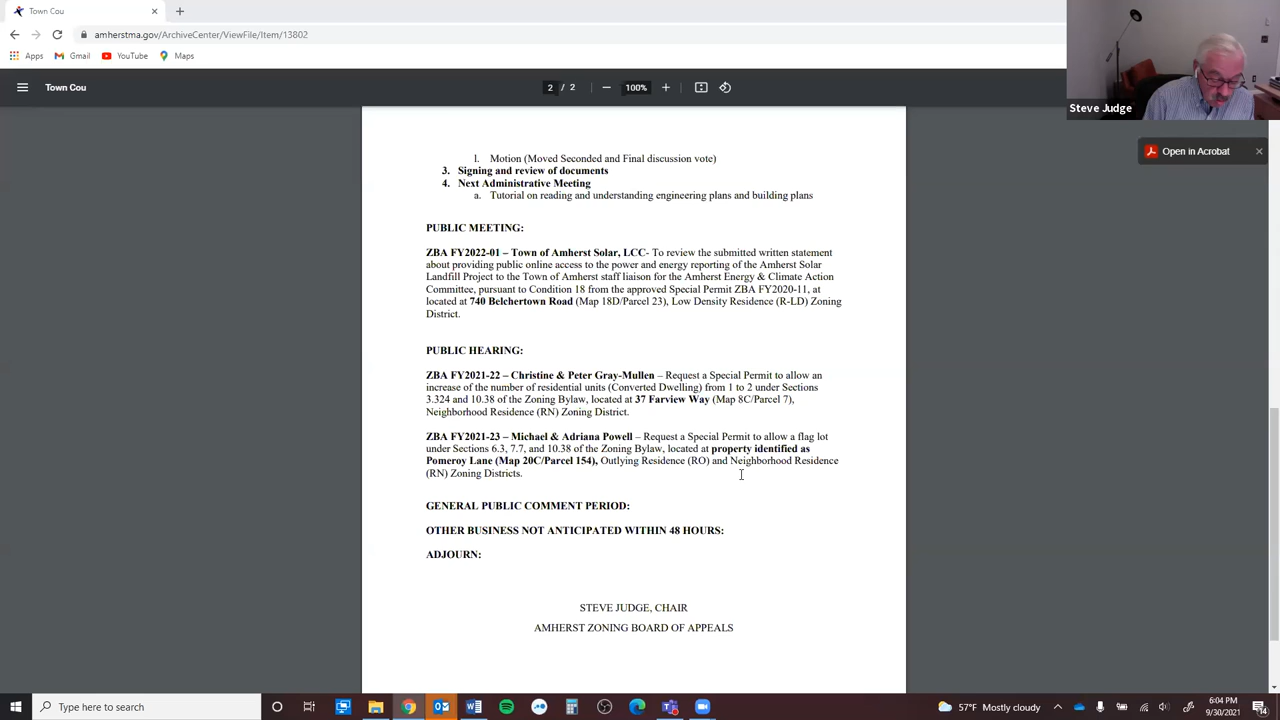 Town Cou
amherstma.gov/ArchiveCenter/ViewFile/Item/13802
Apps Gmail YouTube Maps
Town Cou 2 / 2 100%
Steve Judge
Open in Acrobat
l. Motion (Moved Seconded and Final discussion vote)
3. Signing and review of documents
4. Next Administrative Meeting
a. Tutorial on reading and understanding engineering plans and building plans
PUBLIC MEETING:
ZBA FY2022-01 – Town of Amherst Solar, LCC- To review the submitted written statement
about providing public online access to the power and energy reporting of the Amherst Solar
Landfill Project to the Town of Amherst staff liaison for the Amherst Energy & Climate Action
Committee, pursuant to Condition 18 from the approved Special Permit ZBA FY2020-11, at
located at 740 Belchertown Road (Map 18D/Parcel 23), Low Density Residence (R-LD) Zoning
District.
PUBLIC HEARING:
ZBA FY2021-22 – Christine & Peter Gray-Mullen – Request a Special Permit to allow an
increase of the number of residential units (Converted Dwelling) from 1 to 2 under Sections
3.324 and 10.38 of the Zoning Bylaw, located at 37 Farview Way (Map 8C/Parcel 7),
Neighborhood Residence (RN) Zoning District.
ZBA FY2021-23 – Michael & Adriana Powell – Request a Special Permit to allow a flag lot
under Sections 6.3, 7.7, and 10.38 of the Zoning Bylaw, located at property identified as
Pomeroy Lane (Map 20C/Parcel 154), Outlying Residence (RO) and Neighborhood Residence
(RN) Zoning Districts.
GENERAL PUBLIC COMMENT PERIOD:
OTHER BUSINESS NOT ANTICIPATED WITHIN 48 HOURS:
ADJOURN:
STEVE JUDGE, CHAIR
AMHERST ZONING BOARD OF APPEALS
Type here to search
57°F Mostly cloudy
6:04 PM
9/30/2021
14